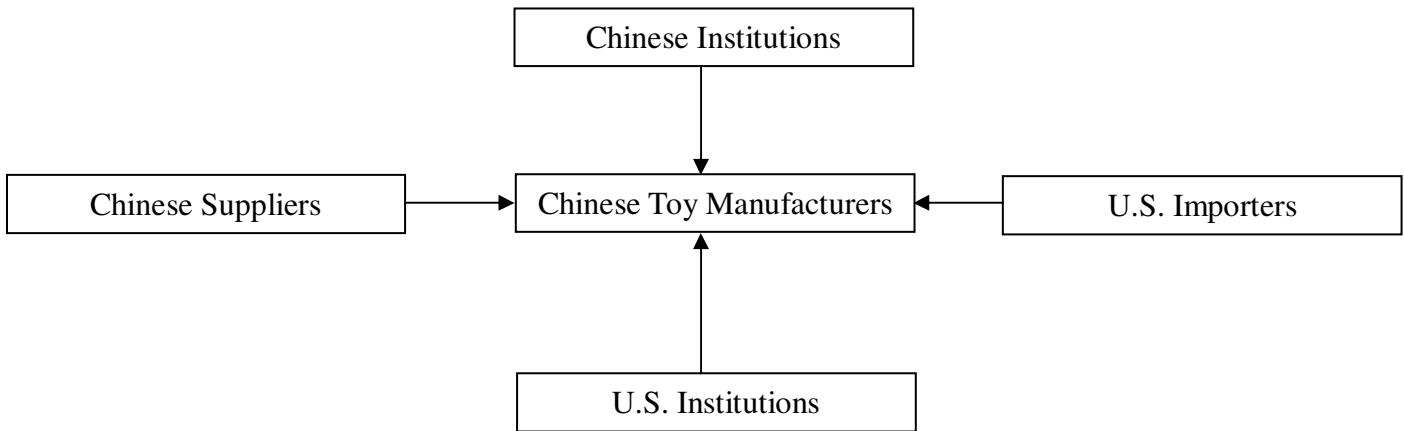 Chinese Institutions
Chinese Suppliers
Chinese Toy Manufacturers
U.S. Importers
U.S. Institutions